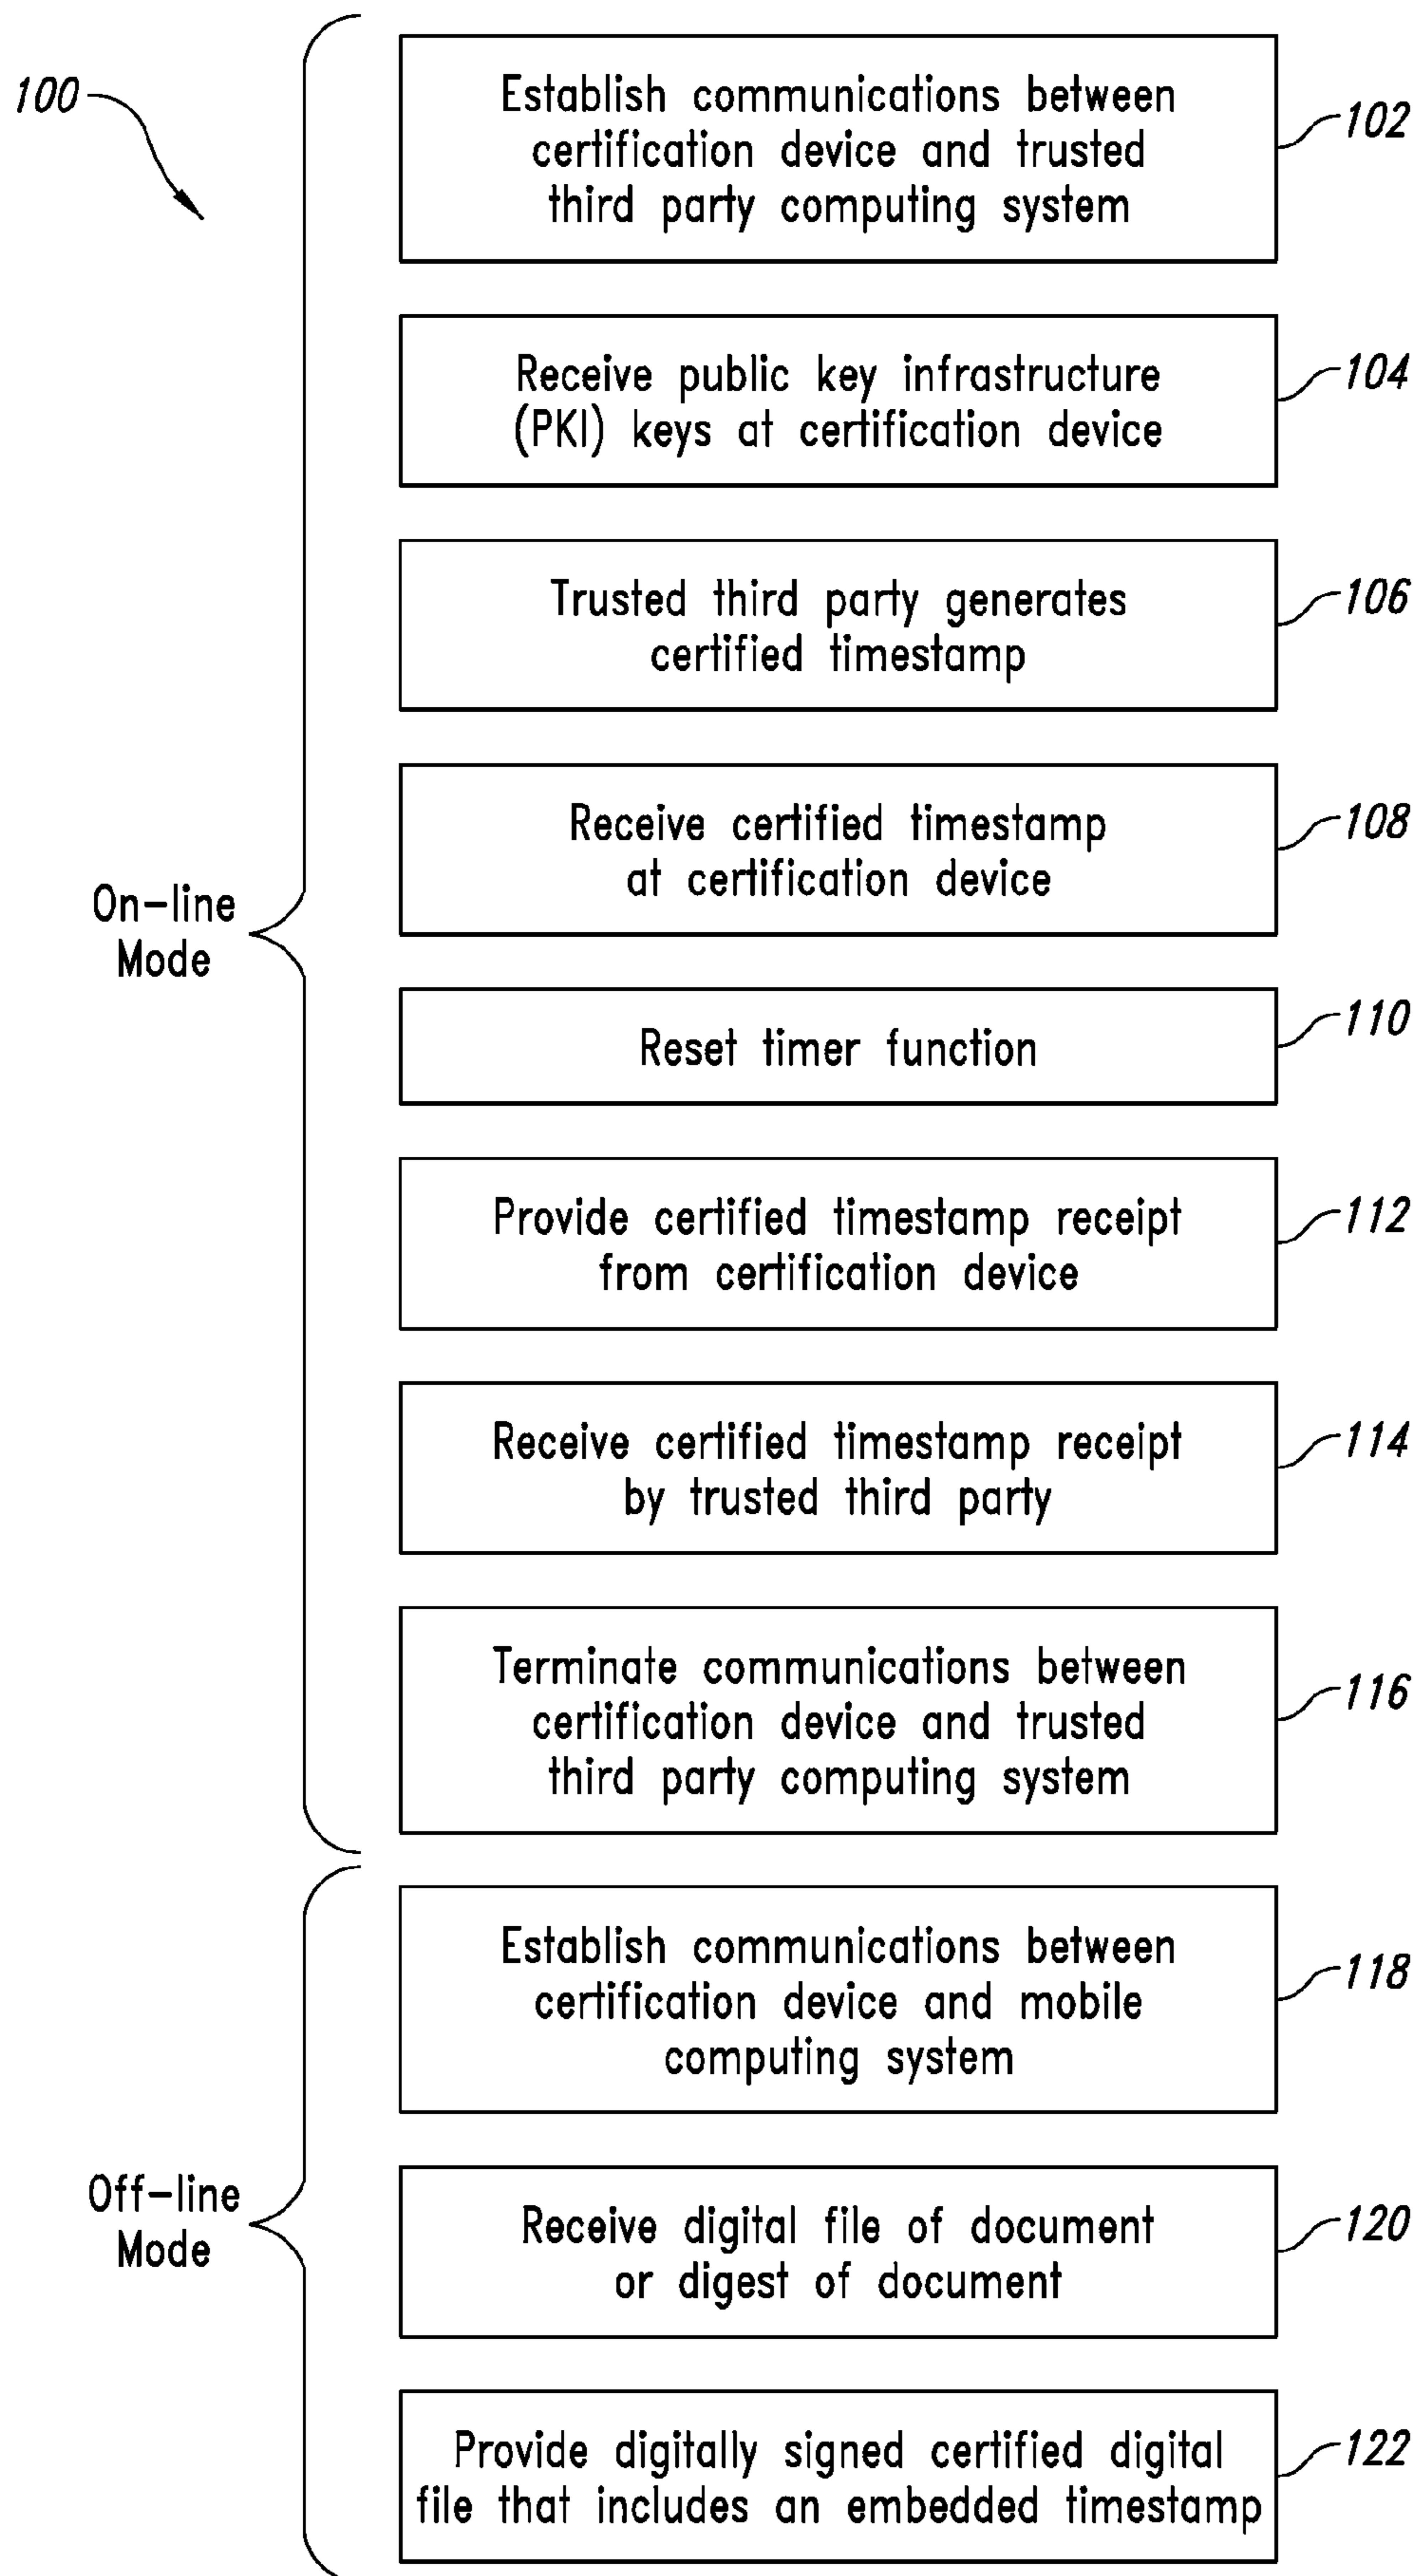 100
Establish communications between
certification device and trusted
third party computing system
102
Receive public key infrastructure
(PKI) keys at certification device
104
Trusted third party generates
certified timestamp
106
Receive certified timestamp
at certification device
108
On-line
Mode
Reset timer function
110
Provide certified timestamp receipt
from certification device
112
Receive certified timestamp receipt
by trusted third party
114
Terminate communications between
certification device and trusted
third party computing system
116
Establish communications between
certification device and mobile
computing system
118
Off-line
Mode
Receive digital file of document
or digest of document
120
Provide digitally signed certified digital
file that includes an embedded timestamp
122